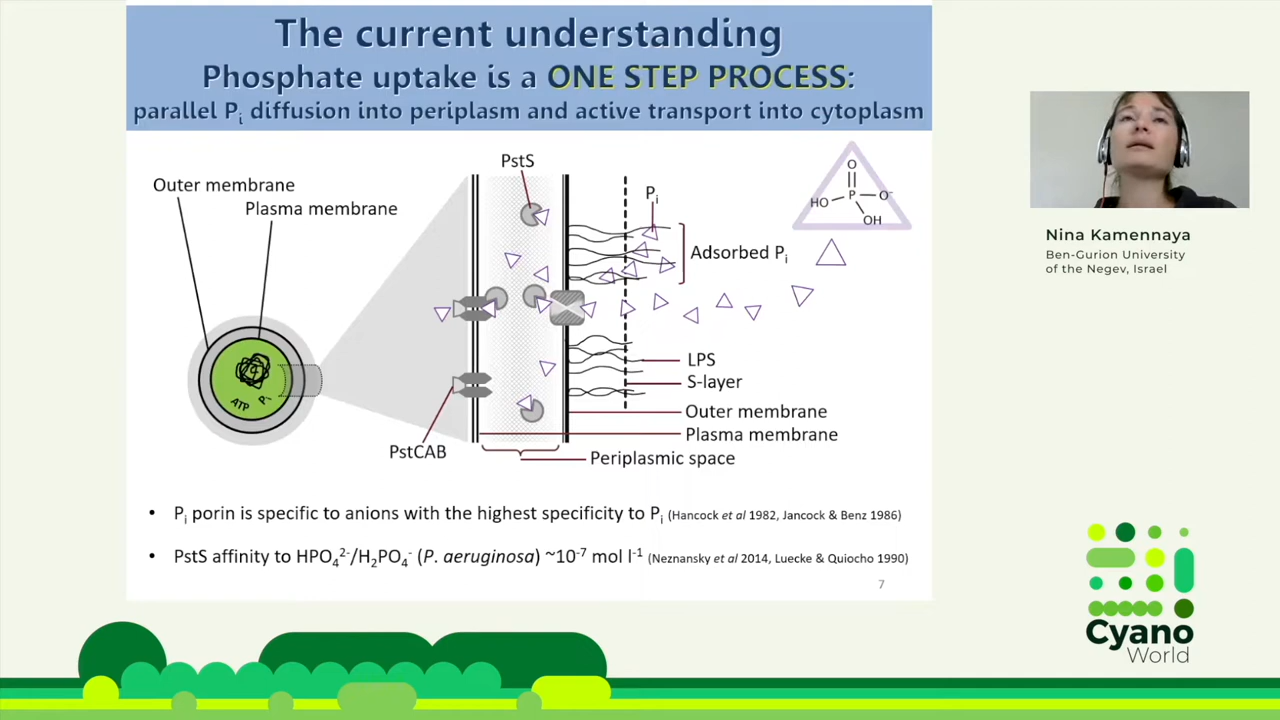 The current understanding
Phosphate uptake is a ONE STEP PROCESS:
parallel Pi diffusion into periplasm and active transport into cytoplasm
PstS
Outer membrane
Plasma membrane
Pi
O
HO
P
O-
OH
Adsorbed Pi
ATP
Pi
LPS
S-layer
Outer membrane
Plasma membrane
PstCAB
Periplasmic space
• Pi porin is specific to anions with the highest specificity to Pi (Hancock et al 1982, Jancock & Benz 1986)
• PstS affinity to HPO4 2-/H2PO4- (P. aeruginosa) ~10-7 mol l-1 (Neznansky et al 2014, Luecke & Quiocho 1990)
7
Nina Kamennaya
Ben-Gurion University
of the Negev, Israel
Cyano
World